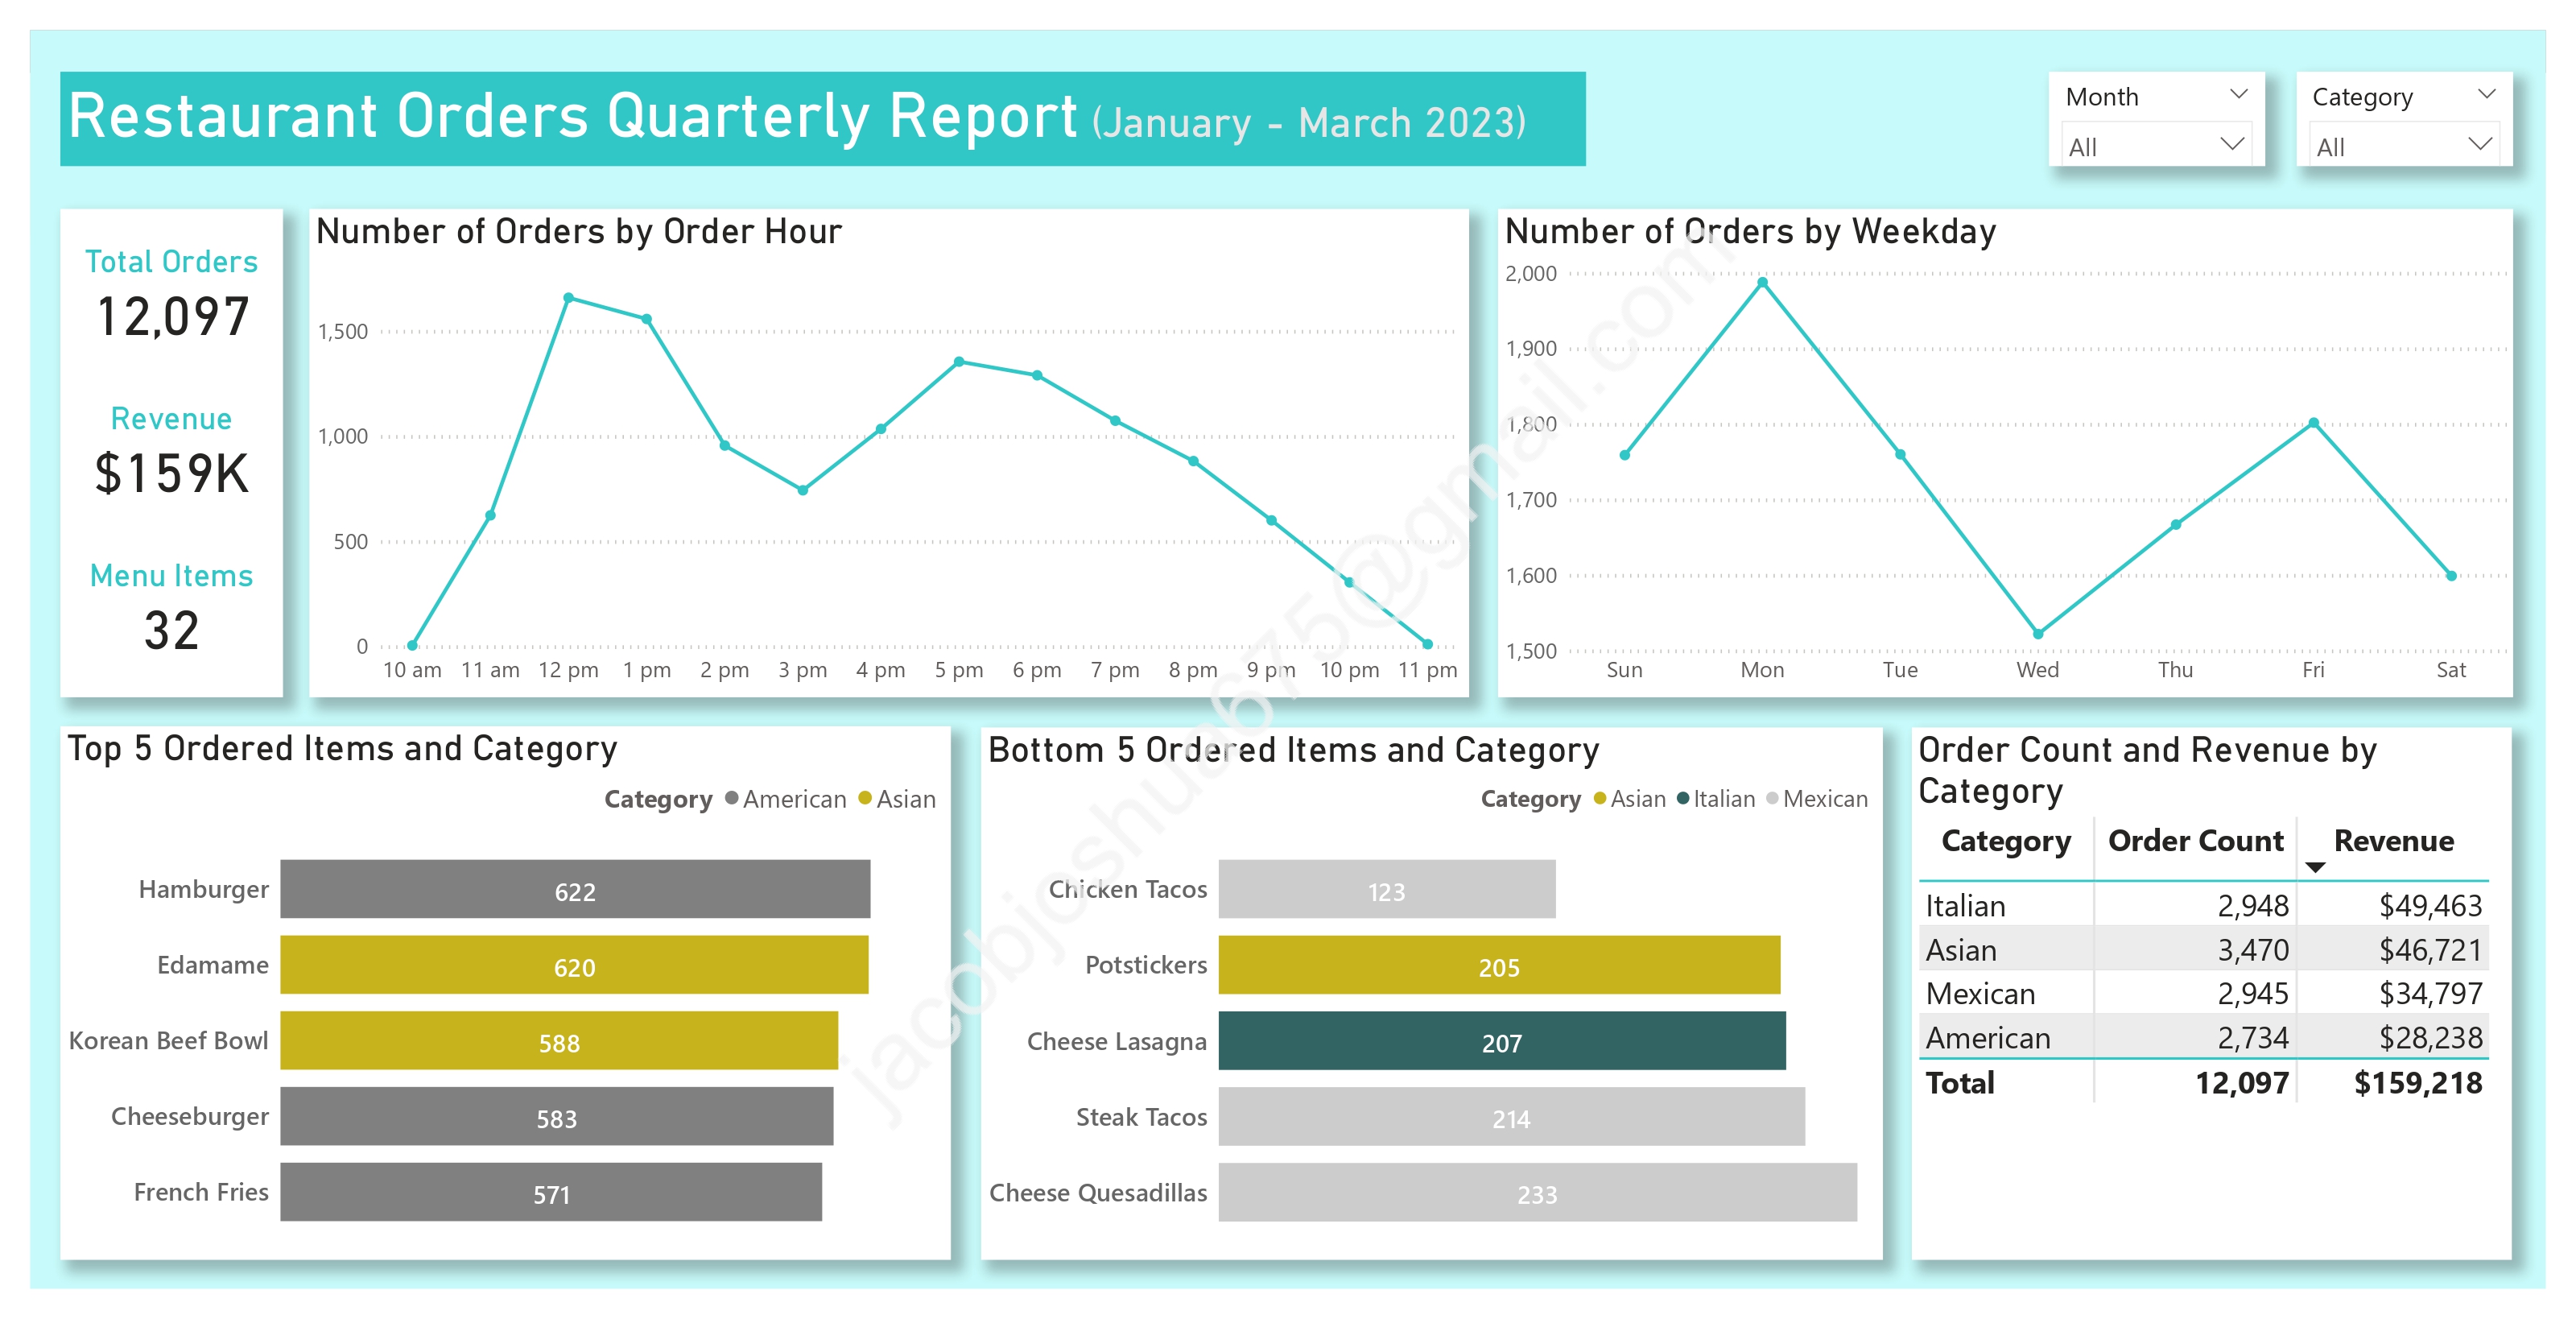 Restaurant Orders Quarterly Report (January - March 2023)
Month
All
Category
All
Total Orders
12,097
Revenue
$159K
Menu Items
32
Number of Orders by Order Hour
1,500
1,000
500
0
10 am 11 am 12 pm 1 pm 2 pm 3 pm 4 pm 5 pm 6 pm 7 pm 8 pm 9 pm 10 pm 11 pm
Number of Orders by Weekday
2,000
1,900
1,800
1,700
1,600
1,500
Sun Mon Tue Wed Thu Fri Sat
Top 5 Ordered Items and Category
Category American Asian
Hamburger 622
Edamame 620
Korean Beef Bowl 588
Cheeseburger 583
French Fries 571
Bottom 5 Ordered Items and Category
Category Asian Italian Mexican
Chicken Tacos 123
Potstickers 205
Cheese Lasagna 207
Steak Tacos 214
Cheese Quesadillas 233
Order Count and Revenue by
Category
Category Order Count Revenue
Italian 2,948 $49,463
Asian 3,470 $46,721
Mexican 2,945 $34,797
American 2,734 $28,238
Total 12,097 $159,218
jacobjoshua675@gmail.com